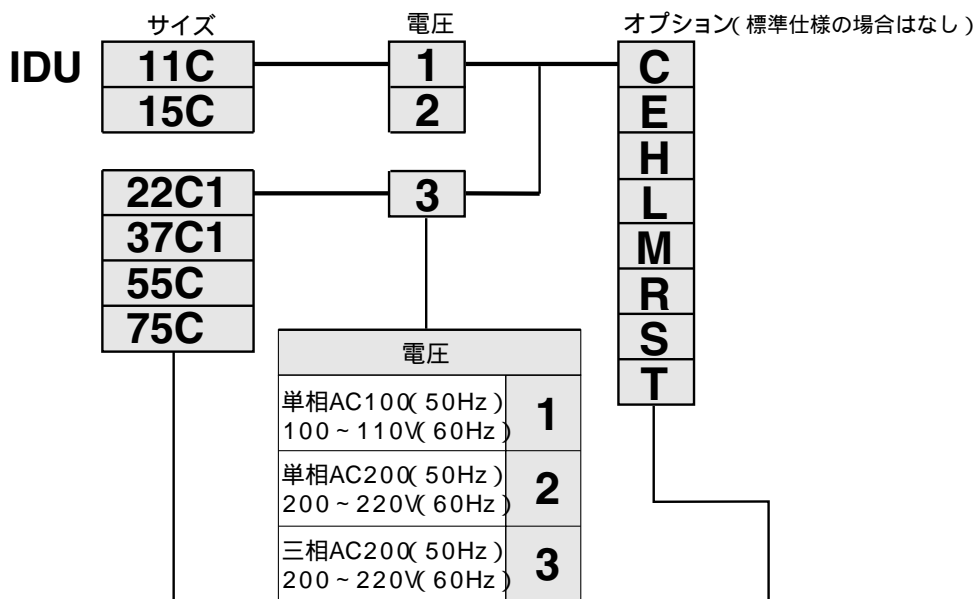 サイズ
電圧
オプション(標準仕様の場合はなし)
IDU
11C
15C
1
2
C
E
H
L
M
R
S
T
22C1
37C1
55C
75C
3
電圧
単相AC100(50Hz)
100~110V(60Hz)
1
単相AC200(50Hz)
200~220V(60Hz)
2
三相AC200(50Hz)
200~220V(60Hz)
3